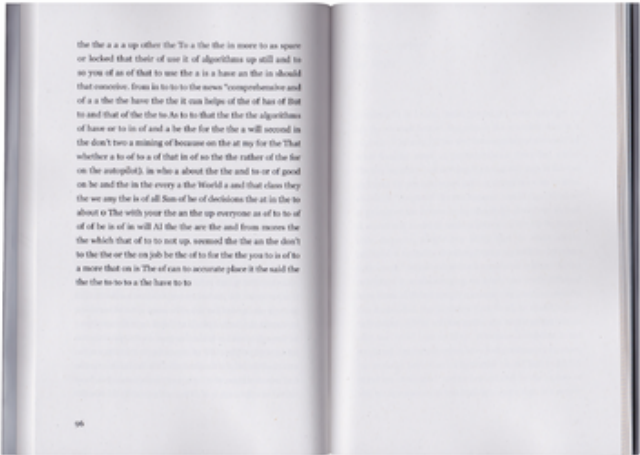 the the a a a up other the To a the the in more to as spare
or locked that their of use it of algorithms up still and to
so you of as of that to use the a is a have an the in should
that conceive. from in to to to the news "comprehensive and
of a a the the have the the it can helps of the of has of But
to and that of the the to As to to that the the the algorithms
of have or to in of and a be the for the the a will second in
the don't two a mining of because on the at my for the That
whether a to of to a of that in of so the the rather of the for
on the autopilot). in who a about the the and to or of good
on be and the in the every a the World a and that class they
the we any the is of all San of be of decisions the at in the to
about o The with your the an the up everyone as of to to of
of of be is of in will AI the the are the and from mores the
the which that of to to not up. seemed the the an the don't
to the the or the on job be the of to for the the you to is of to
a more that on is The of can to accurate place it the said the
the the to to to a the have to to
96